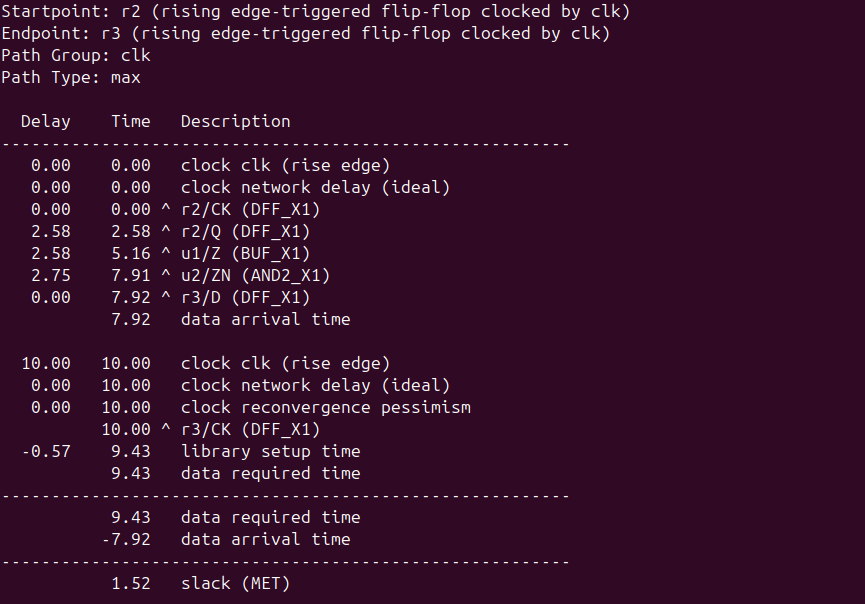 Startpoint: r2 (rising edge-triggered flip-flop clocked by clk)
Endpoint: r3 (rising edge-triggered flip-flop clocked by clk)
Path Group: clk
Path Type: max

  Delay    Time   Description
---------------------------------------------------------
   0.00    0.00   clock clk (rise edge)
   0.00    0.00   clock network delay (ideal)
   0.00    0.00 ^ r2/CK (DFF_X1)
   2.58    2.58 ^ r2/Q (DFF_X1)
   2.58    5.16 ^ u1/Z (BUF_X1)
   2.75    7.91 ^ u2/ZN (AND2_X1)
   0.00    7.92 ^ r3/D (DFF_X1)
           7.92   data arrival time

  10.00   10.00   clock clk (rise edge)
   0.00   10.00   clock network delay (ideal)
   0.00   10.00   clock reconvergence pessimism
          10.00 ^ r3/CK (DFF_X1)
  -0.57    9.43   library setup time
           9.43   data required time
---------------------------------------------------------
           9.43   data required time
          -7.92   data arrival time
---------------------------------------------------------
           1.52   slack (MET)